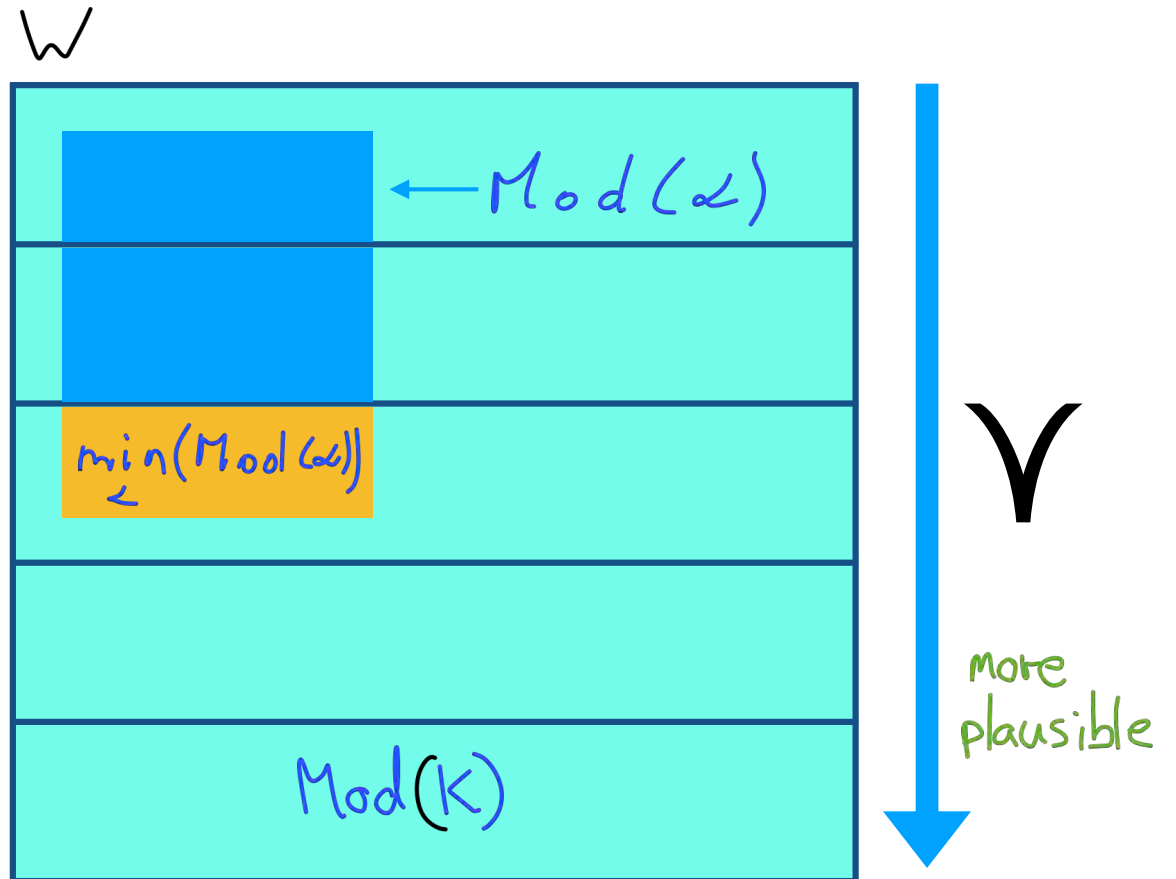 W
Mod(α)
min(Mod(α))
≺
⋎
more
plausible
Mod(K)